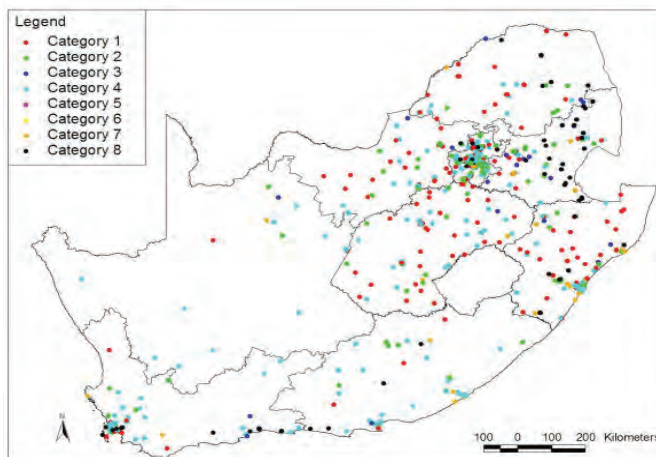 Legend
Category 1
Category 2
Category 3
Category 4
Category 5
Category 6
Category 7
Category 8
N
100 0 100 200 Kilometers